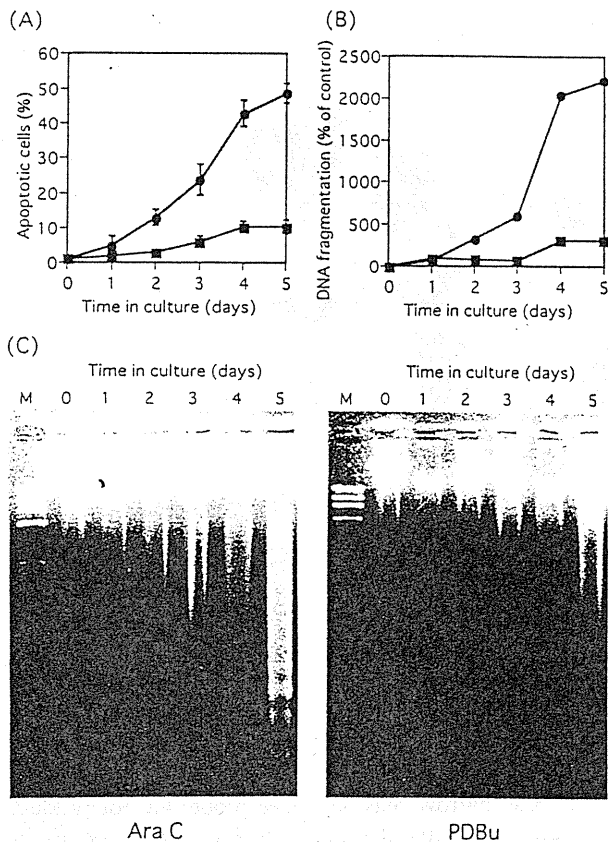 (A)
(B)
Apoptotic cells (%)
60
50
40
30
20
10
0
0 1 2 3 4 5
Time in culture (days)
DNA fragmentation (% of control)
2500
2000
1500
1000
500
0
0 1 2 3 4 5
Time in culture (days)
(C)
Time in culture (days)
M 0 1 2 3 4 5
Time in culture (days)
M 0 1 2 3 4 5
Ara C
PDBu